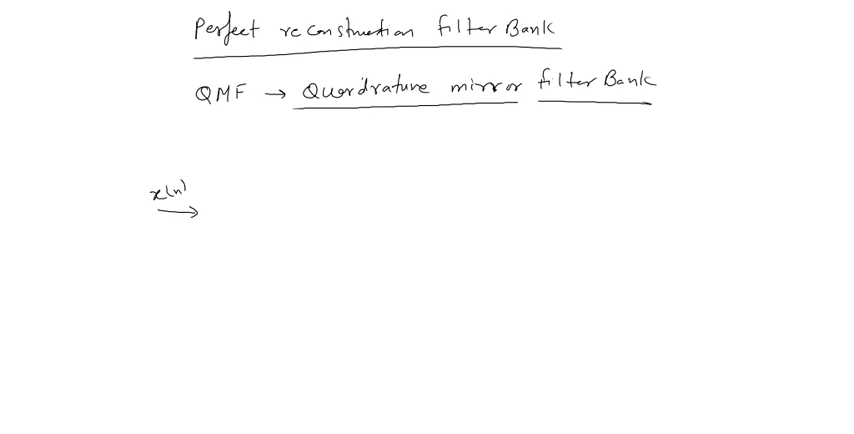 Perfect reconstruction filter Bank
QMF → Quadrature mirror filter Bank
x(n)